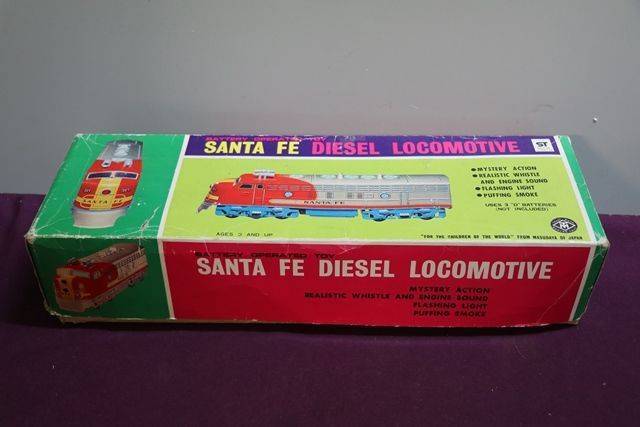 BATTERY OPERATED TOY
SANTA FE DIESEL LOCOMOTIVE
ST
•MYSTERY ACTION
•REALISTIC WHISTLE
AND ENGINE SOUND
•FLASHING LIGHT
•PUFFING SMOKE
USES 3 "D" BATTERIES
(NOT INCLUDED)
SANTA FE
SANTA FE
AGES 3 AND UP
"FOR THE CHILDREN OF THE WORLD" FROM MASUDAYA OF JAPAN
BATTERY OPERATED TOY
SANTA FE DIESEL LOCOMOTIVE
MYSTERY ACTION
REALISTIC WHISTLE AND ENGINE SOUND
FLASHING LIGHT
PUFFING SMOKE